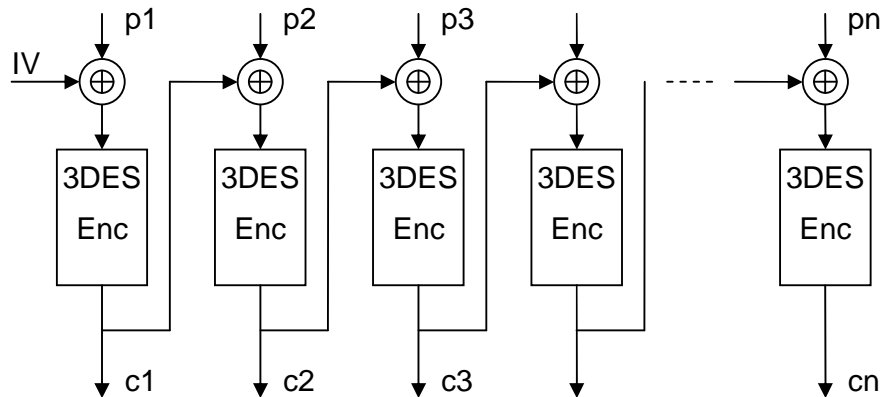 p1 p2 p3 pn
IV
3DES 3DES 3DES 3DES 3DES
Enc Enc Enc Enc Enc
c1 c2 c3 cn